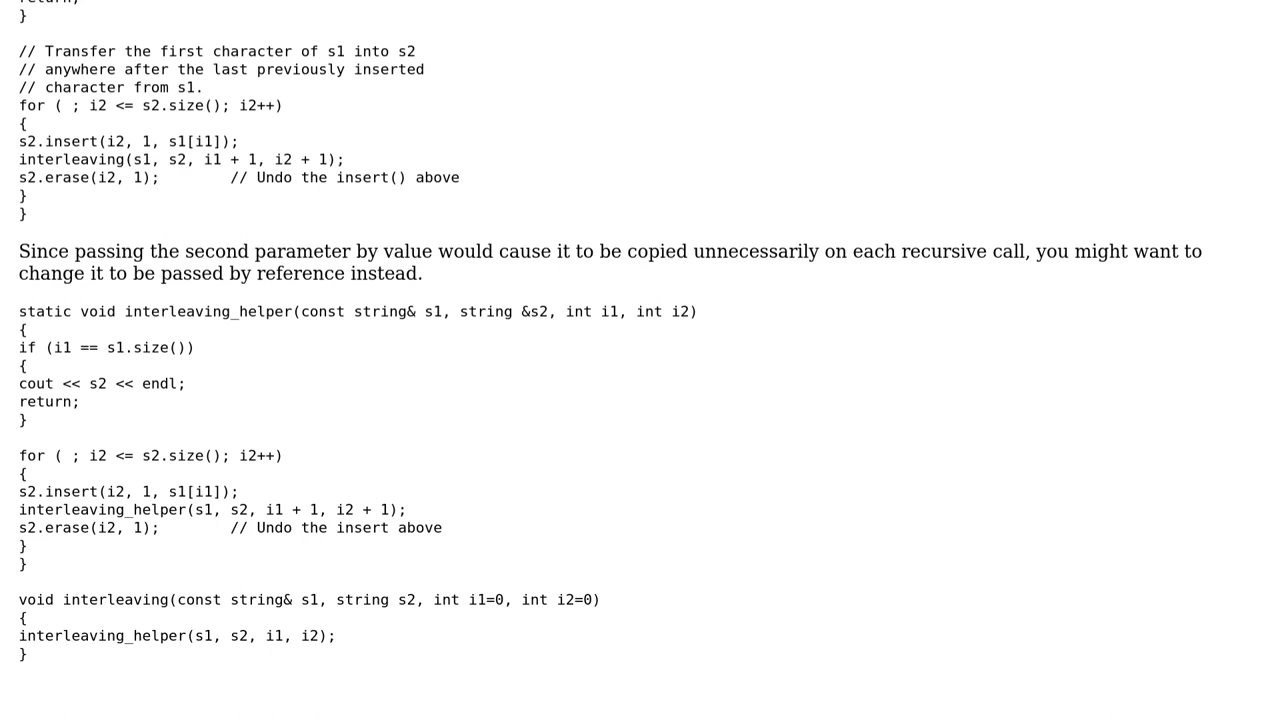 return;
}
// Transfer the first character of s1 into s2
// anywhere after the last previously inserted
// character from s1.
for ( ; i2 <= s2.size(); i2++)
{
s2.insert(i2, 1, s1[i1]);
interleaving(s1, s2, i1 + 1, i2 + 1);
s2.erase(i2, 1);        // Undo the insert() above
}
}
Since passing the second parameter by value would cause it to be copied unnecessarily on each recursive call, you might want to
change it to be passed by reference instead.
static void interleaving_helper(const string& s1, string &s2, int i1, int i2)
{
if (i1 == s1.size())
{
cout << s2 << endl;
return;
}
for ( ; i2 <= s2.size(); i2++)
{
s2.insert(i2, 1, s1[i1]);
interleaving_helper(s1, s2, i1 + 1, i2 + 1);
s2.erase(i2, 1);        // Undo the insert above
}
}
void interleaving(const string& s1, string s2, int i1=0, int i2=0)
{
interleaving_helper(s1, s2, i1, i2);
}